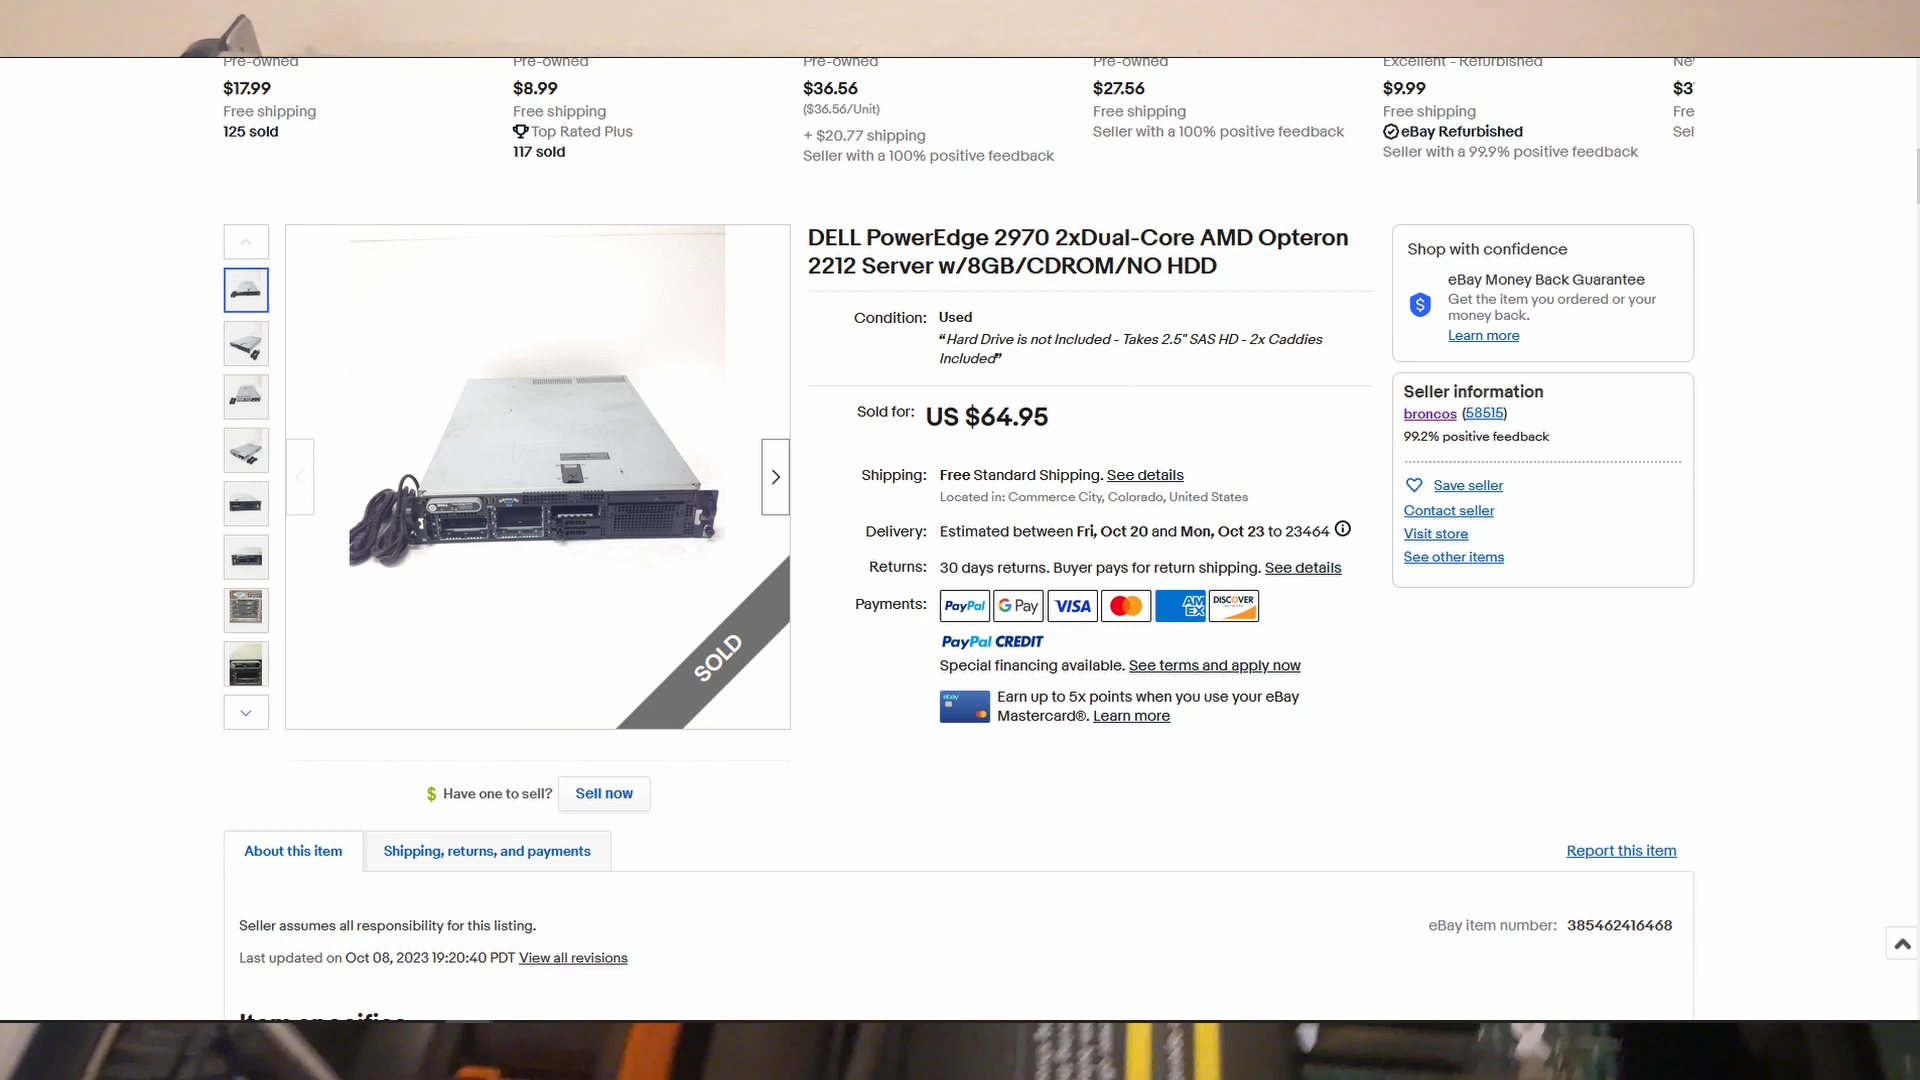 Pre-owned
$17.99
Free shipping
125 sold
Pre-owned
$8.99
Free shipping
Top Rated Plus
117 sold
Pre-owned
$36.56
($36.56/Unit)
+ $20.77 shipping
Seller with a 100% positive feedback
Pre-owned
$27.56
Free shipping
Seller with a 100% positive feedback
Excellent - Refurbished
$9.99
Free shipping
eBay Refurbished
Seller with a 99.9% positive feedback
Ne
$3
Fre
Sel
SOLD
DELL PowerEdge 2970 2xDual-Core AMD Opteron
2212 Server w/8GB/CDROM/NO HDD
Condition: Used
“Hard Drive is not Included - Takes 2.5" SAS HD - 2x Caddies
Included”
Sold for: US $64.95
Shipping: Free Standard Shipping. See details
Located in: Commerce City, Colorado, United States
Delivery: Estimated between Fri, Oct 20 and Mon, Oct 23 to 23464
Returns: 30 days returns. Buyer pays for return shipping. See details
Payments: PayPal G Pay VISA AM EX DISCOVER
PayPal CREDIT
Special financing available. See terms and apply now
ebay
Earn up to 5x points when you use your eBay
Mastercard®. Learn more
Shop with confidence
eBay Money Back Guarantee
Get the item you ordered or your
money back.
Learn more
Seller information
broncos (58515)
99.2% positive feedback
Save seller
Contact seller
Visit store
See other items
$ Have one to sell? Sell now
About this item
Shipping, returns, and payments
Report this item
Seller assumes all responsibility for this listing.
eBay item number: 385462416468
Last updated on Oct 08, 2023 19:20:40 PDT View all revisions
Item specifics